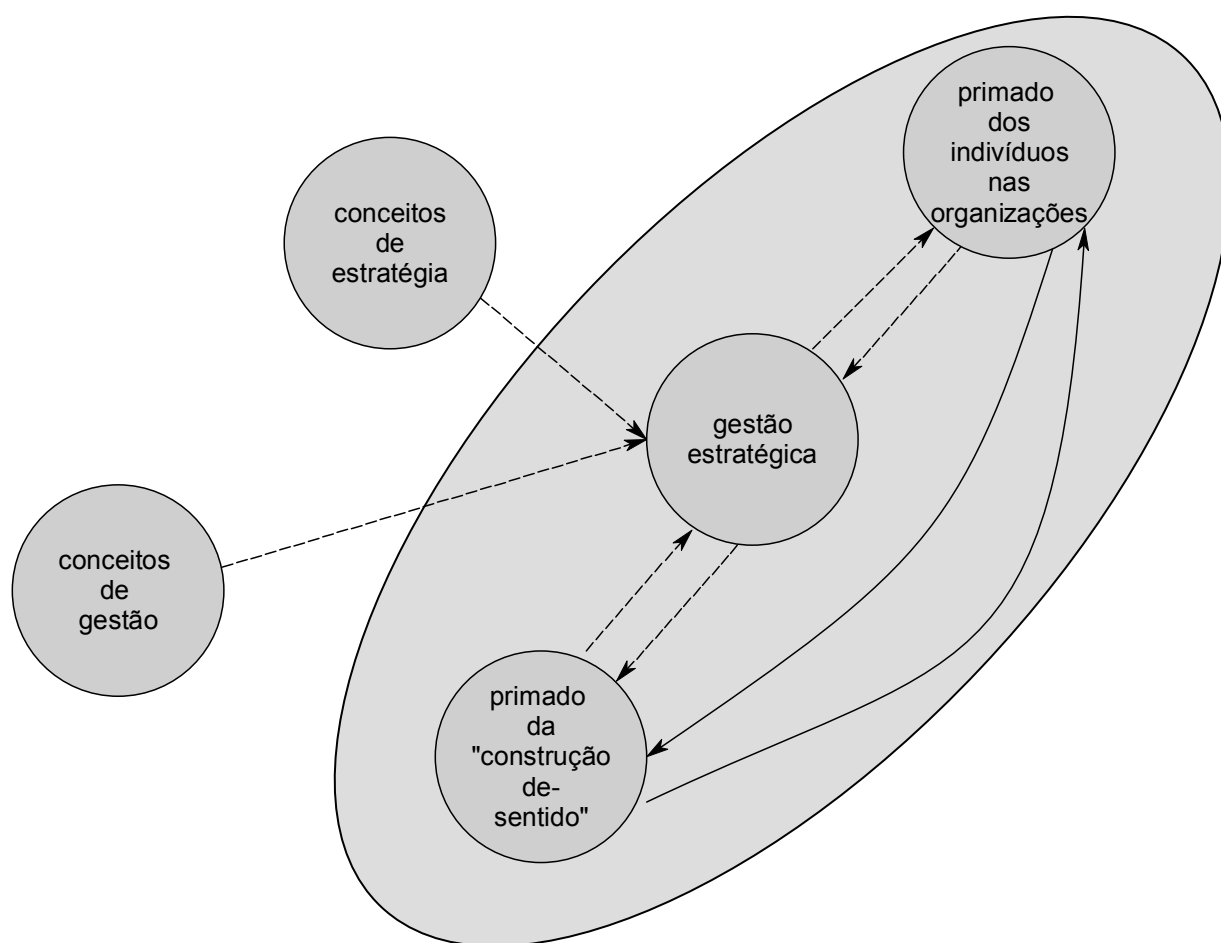 primado
dos
indivíduos
nas
organizações
conceitos
de
estratégia
gestão
estratégica
conceitos
de
gestão
primado
da
"construção
de-
sentido"